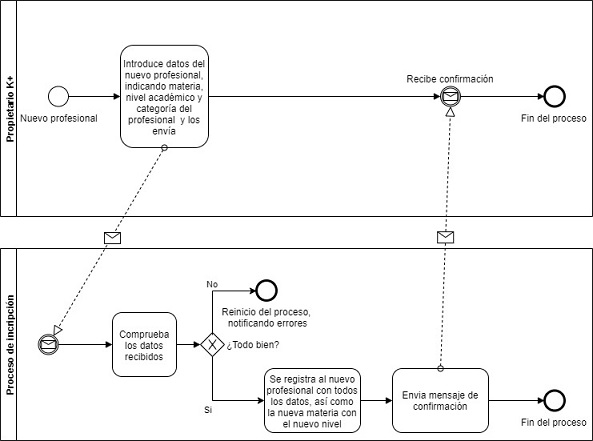 Propietario K+
Nuevo profesional
Introduce datos del
nuevo profesional,
indicando materia,
nivel académico y
categoría del
profesional y los
envía
Recibe confirmación
Fin del proceso
Proceso de incripción
Comprueba
los datos
recibidos
No
Reinicio del proceso,
notificando errores
¿Todo bien?
Si
Se registra al nuevo
profesional con todos
los datos, así como
la nueva materia con
el nuevo nivel
Envia mensaje de
confirmación
Fin del proceso